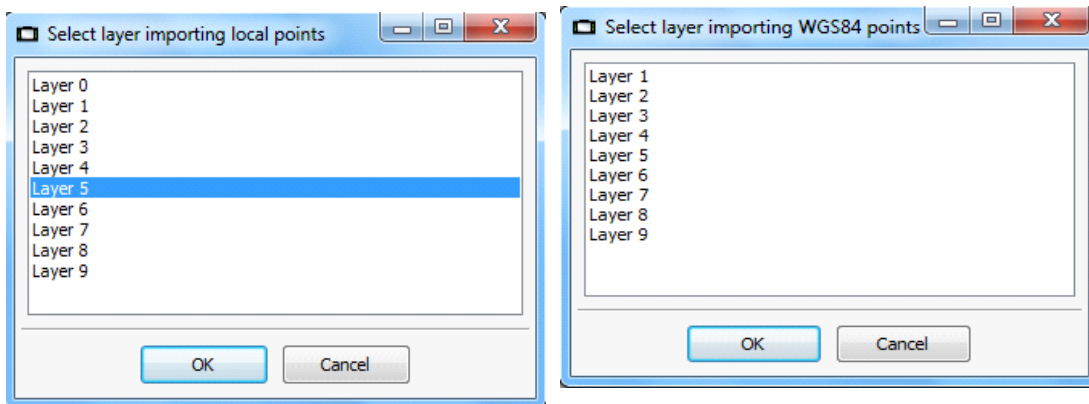 Select layer importing local points
Layer 0
Layer 1
Layer 2
Layer 3
Layer 4
Layer 5
Layer 6
Layer 7
Layer 8
Layer 9
OK
Cancel
Select layer importing WGS84 points
Layer 1
Layer 2
Layer 3
Layer 4
Layer 5
Layer 6
Layer 7
Layer 8
Layer 9
OK
Cancel